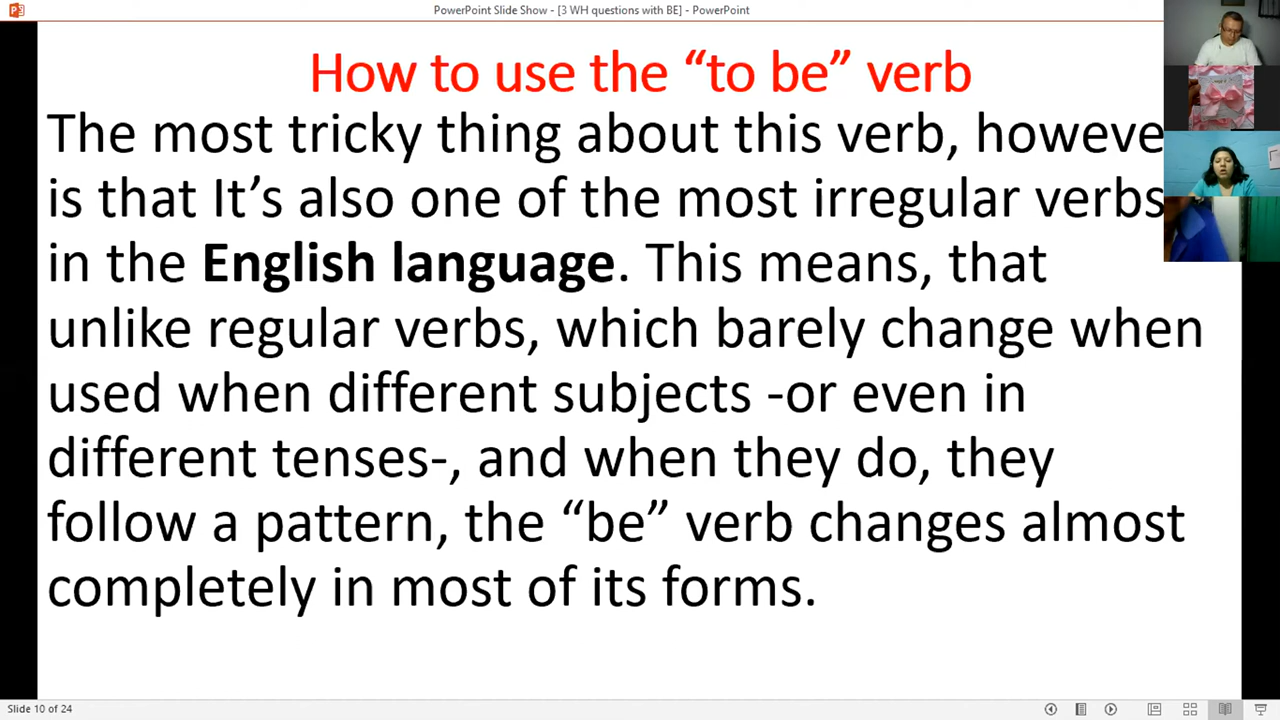 PowerPoint Slide Show - [3 WH questions with BE] - PowerPoint
How to use the “to be” verb
The most tricky thing about this verb, howeve
is that It’s also one of the most irregular verbs
in the English language. This means, that
unlike regular verbs, which barely change when
used when different subjects -or even in
different tenses-, and when they do, they
follow a pattern, the “be” verb changes almost
completely in most of its forms.
Slide 10 of 24